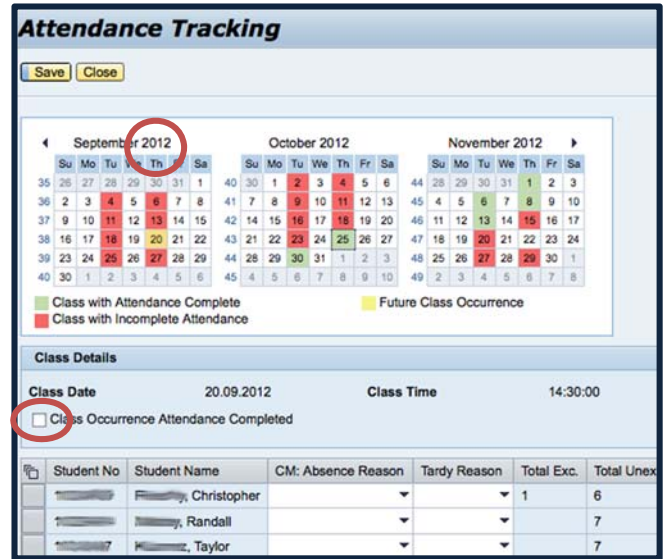 Attendance Tracking
Save Close
September 2012 October 2012 November 2012
Su Mo Tu We Th Fr Sa Su Mo Tu We Th Fr Sa Su Mo Tu We Th Fr Sa
35 26 27 28 29 30 31 1 40 30 1 2 3 4 5 6 44 28 29 30 31 1 2 3
36 2 3 4 5 6 7 8 41 7 8 9 10 11 12 13 45 4 5 6 7 8 9 10
37 9 10 11 12 13 14 15 42 14 15 16 17 18 19 20 46 11 12 13 14 15 16 17
38 16 17 18 19 20 21 22 43 21 22 23 24 25 26 27 47 18 19 20 21 22 23 24
39 23 24 25 26 27 28 29 44 28 29 30 31 1 2 3 48 25 26 27 28 29 30 1
40 30 1 2 3 4 5 6 45 4 5 6 7 8 9 10 49 2 3 4 5 6 7 8
Class with Attendance Complete Future Class Occurrence
Class with Incomplete Attendance
Class Details
Class Date 20.09.2012 Class Time 14:30:00
Class Occurrence Attendance Completed
Student No Student Name CM: Absence Reason Tardy Reason Total Exc. Total Unex
Christopher 1 6
Randall 7
Taylor 7